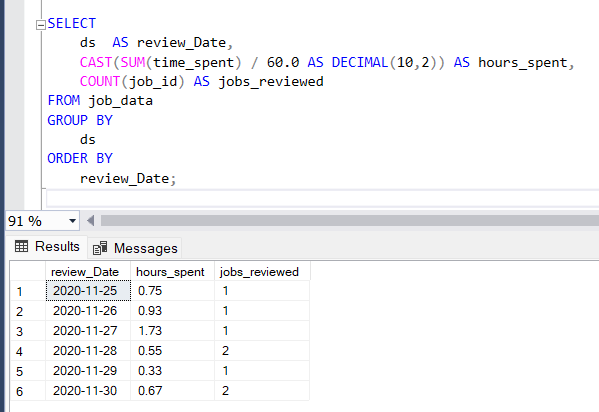 SELECT
ds  AS review_Date,
CAST(SUM(time_spent) / 60.0 AS DECIMAL(10,2)) AS hours_spent,
COUNT(job_id) AS jobs_reviewed
FROM job_data
GROUP BY
ds
ORDER BY
review_Date;
91 %
Results Messages
review_Date hours_spent jobs_reviewed
1 2020-11-25 0.75 1
2 2020-11-26 0.93 1
3 2020-11-27 1.73 1
4 2020-11-28 0.55 2
5 2020-11-29 0.33 1
6 2020-11-30 0.67 2